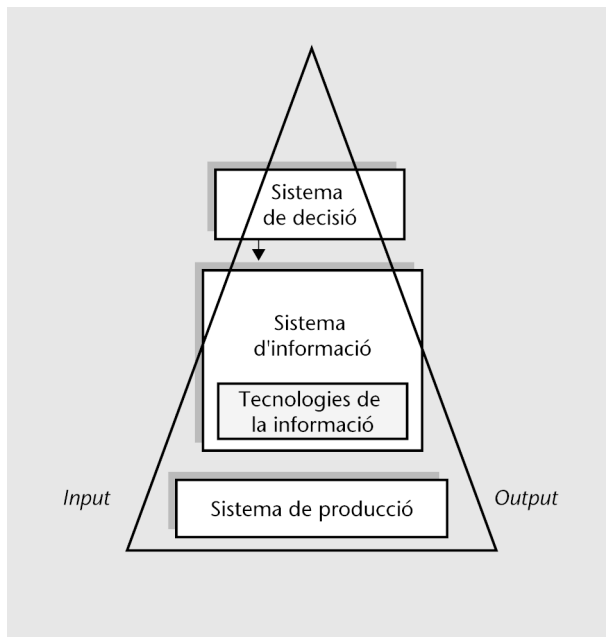 Sistema
de decisió
Sistema
d'informació
Tecnologies de
la informació
Input
Output
Sistema de producció